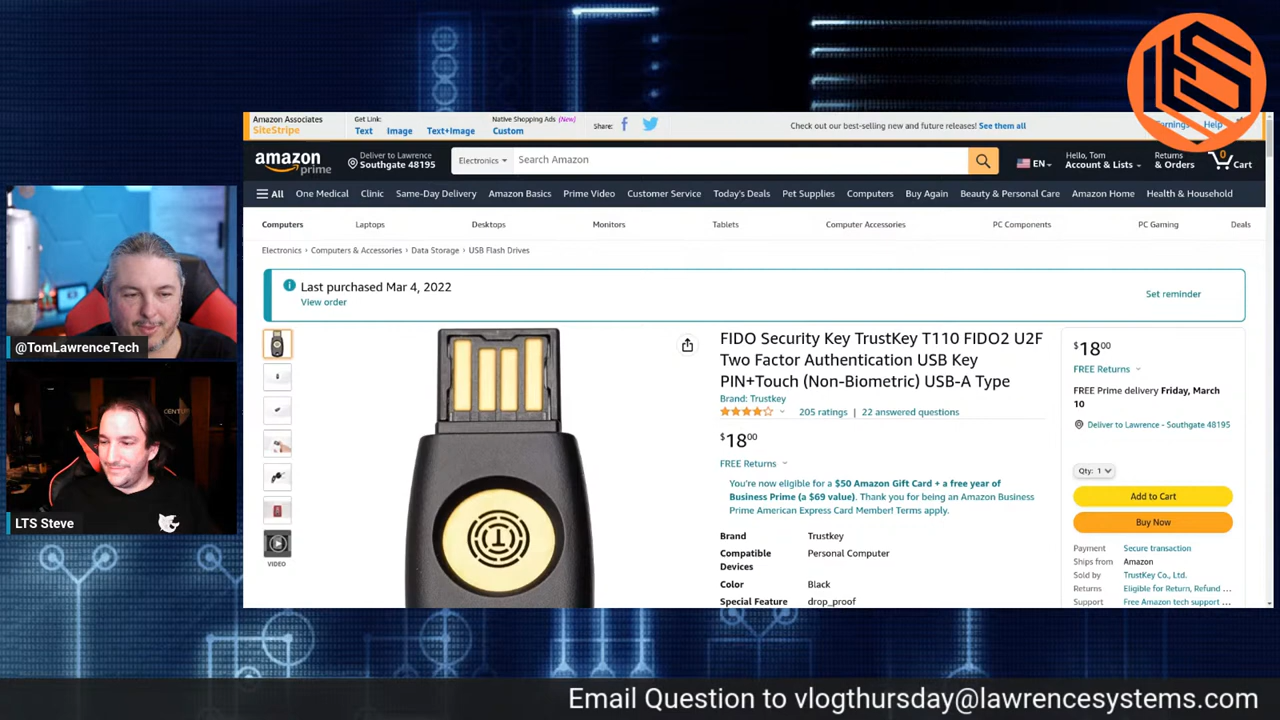 Amazon Associates
SiteStripe
Get Link:
Text Image Text+Image
Native Shopping Ads (New)
Custom
Share:
Check out our best-selling new and future releases! See them all
Earnings Help
amazon
prime
Deliver to Lawrence
Southgate 48195
Electronics
Search Amazon
EN
Hello, Tom
Account & Lists
Returns
& Orders
0
Cart
All One Medical Clinic Same-Day Delivery Amazon Basics Prime Video Customer Service Today's Deals Pet Supplies Computers Buy Again Beauty & Personal Care Amazon Home Health & Household
Computers Laptops Desktops Monitors Tablets Computer Accessories PC Components PC Gaming Deals
Electronics › Computers & Accessories › Data Storage › USB Flash Drives
Last purchased Mar 4, 2022
View order
Set reminder
VIDEO
FIDO Security Key TrustKey T110 FIDO2 U2F
Two Factor Authentication USB Key
PIN+Touch (Non-Biometric) USB-A Type
Brand: Trustkey
205 ratings | 22 answered questions
$1800
FREE Returns
You're now eligible for a $50 Amazon Gift Card + a free year of
Business Prime (a $69 value). Thank you for being an Amazon Business
Prime American Express Card Member! Terms apply.
Brand Trustkey
Compatible Personal Computer
Devices
Color Black
Special Feature drop_proof
$1800
FREE Returns
FREE Prime delivery Friday, March
10
Deliver to Lawrence - Southgate 48195
Qty: 1
Add to Cart
Buy Now
Payment Secure transaction
Ships from Amazon
Sold by TrustKey Co., Ltd.
Returns Eligible for Return, Refund ...
Support Free Amazon tech support ...
@TomLawrenceTech
LTS Steve
Email Question to vlogthursday@lawrencesystems.com